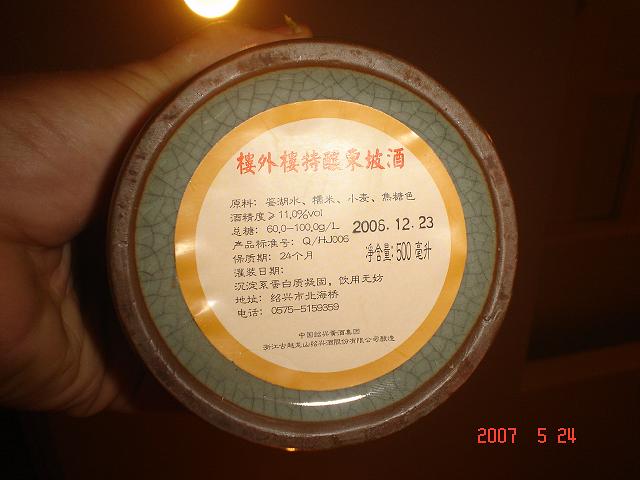 樓外樓特釀東坡酒
原料：鉴湖水、糯米、小麦、焦糖色
酒精度≥11.0%vol
总糖：60.0-100.0g/L
2006.12.23
产品标准号：Q/HJ006
净含量：500 毫升
保质期：24个月
灌装日期：
沉淀系蛋白质凝固，饮用无妨
地址：绍兴市北海桥
电话：0575-5159359
中国绍兴黄酒集团
浙江古越龙山绍兴酒股份有限公司酿造
2007 5 24